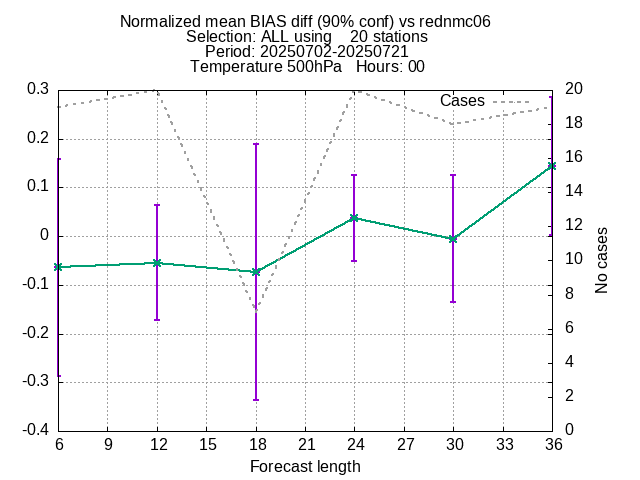 Normalized mean BIAS diff (90% conf) vs rednmc06
Selection: ALL using    20 stations
Period: 20250702-20250721
Temperature 500hPa   Hours: 00
Cases
0.3
0.2
0.1
0
-0.1
-0.2
-0.3
-0.4
20
18
16
14
12
10
8
6
4
2
0
No cases
6 9 12 15 18 21 24 27 30 33 36
Forecast length